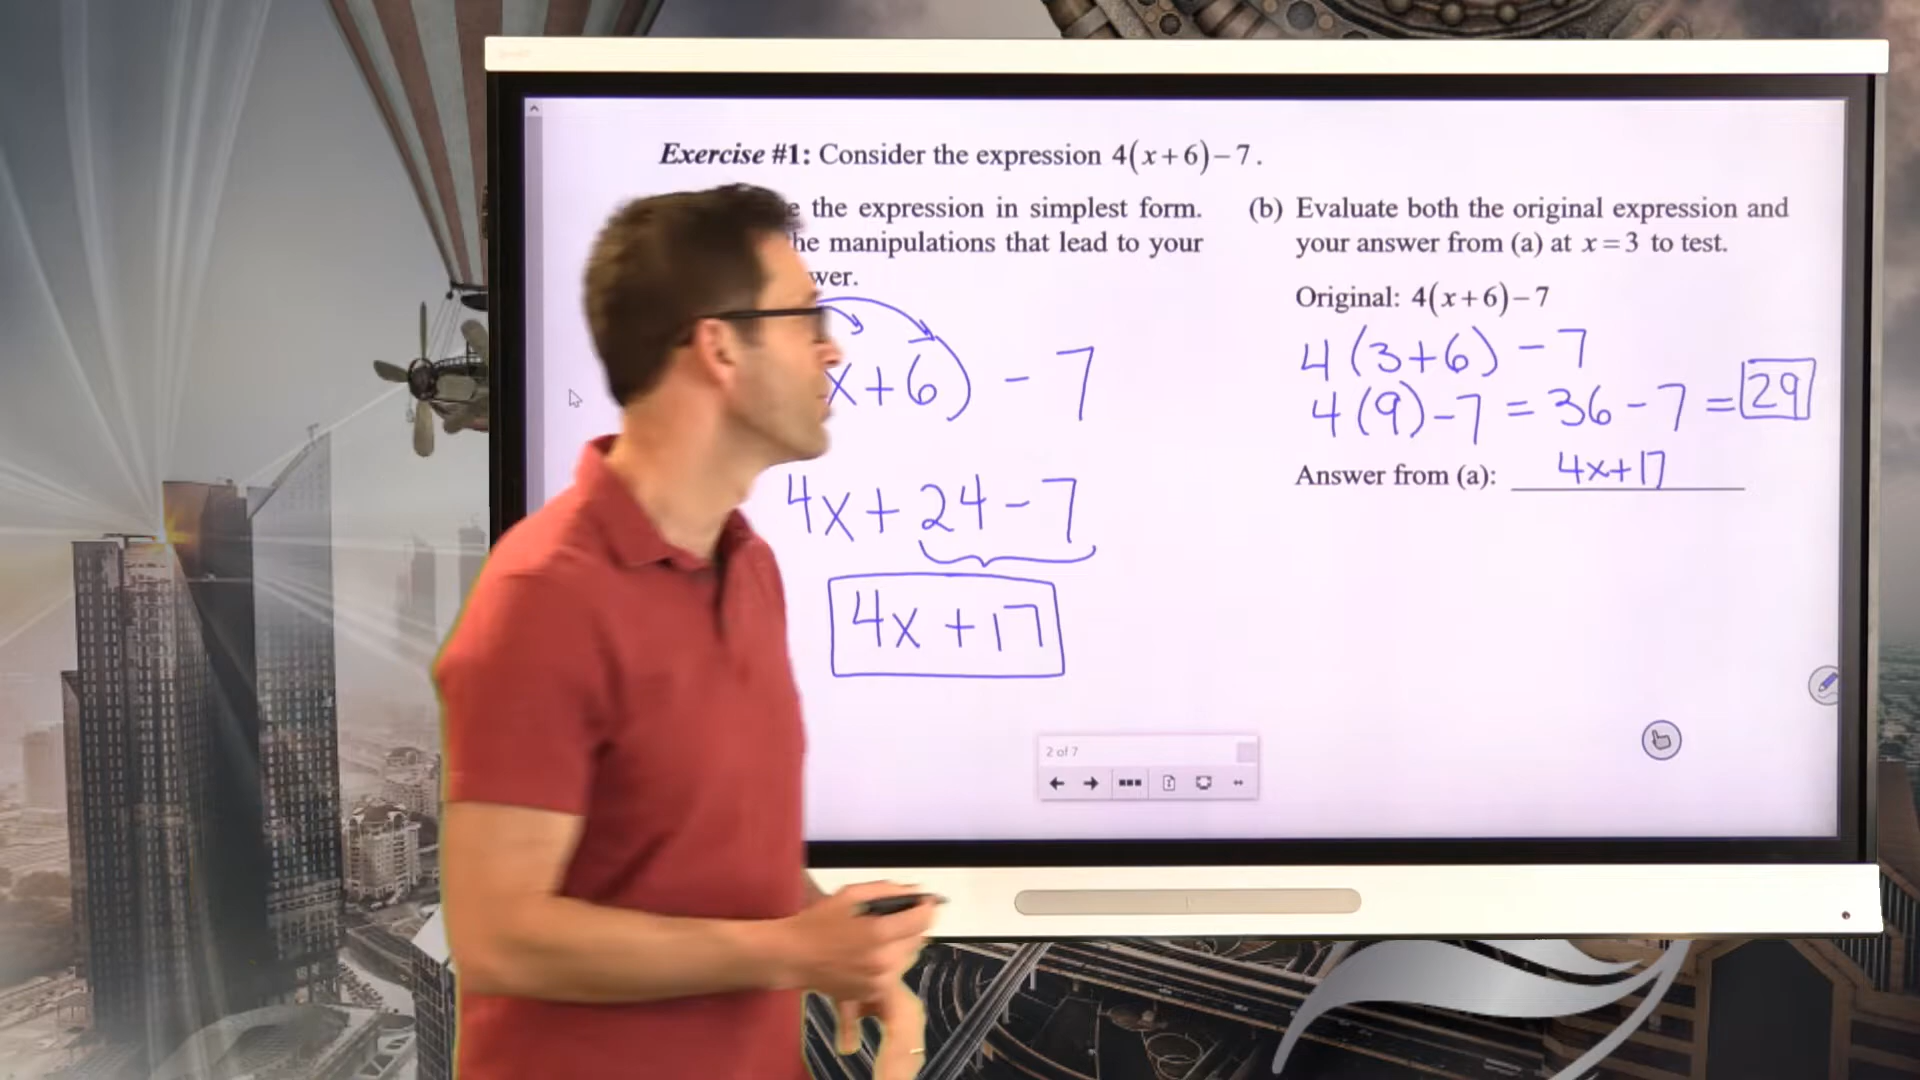 Exercise #1: Consider the expression 4(x+6)−7.
the expression in simplest form.
manipulations that lead to your
(b) Evaluate both the original expression and
your answer from (a) at x=3 to test.
Original: 4(x+6)−7
x+6) − 7
4x+24−7
4x+17
4(3+6) − 7
4(9)−7 = 36−7 = 29
Answer from (a): 4x+17
2 of 7